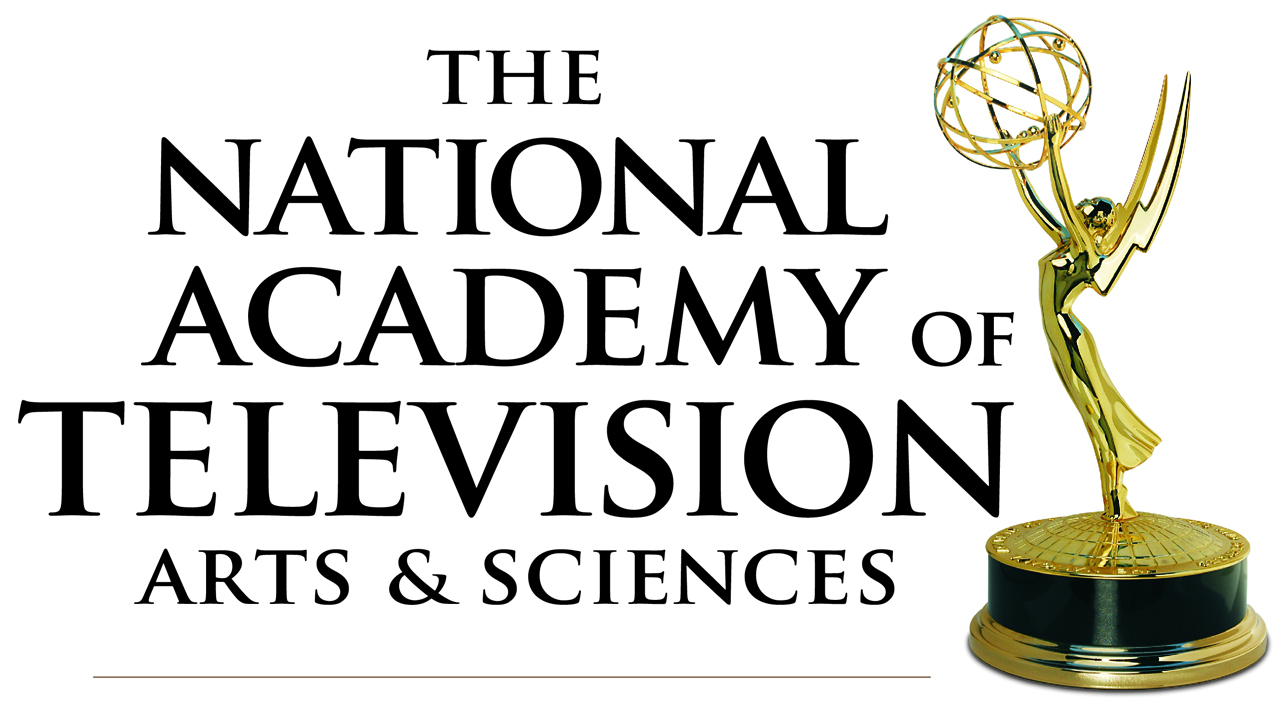 THE
NATIONAL
ACADEMY OF
TELEVISION
ARTS & SCIENCES